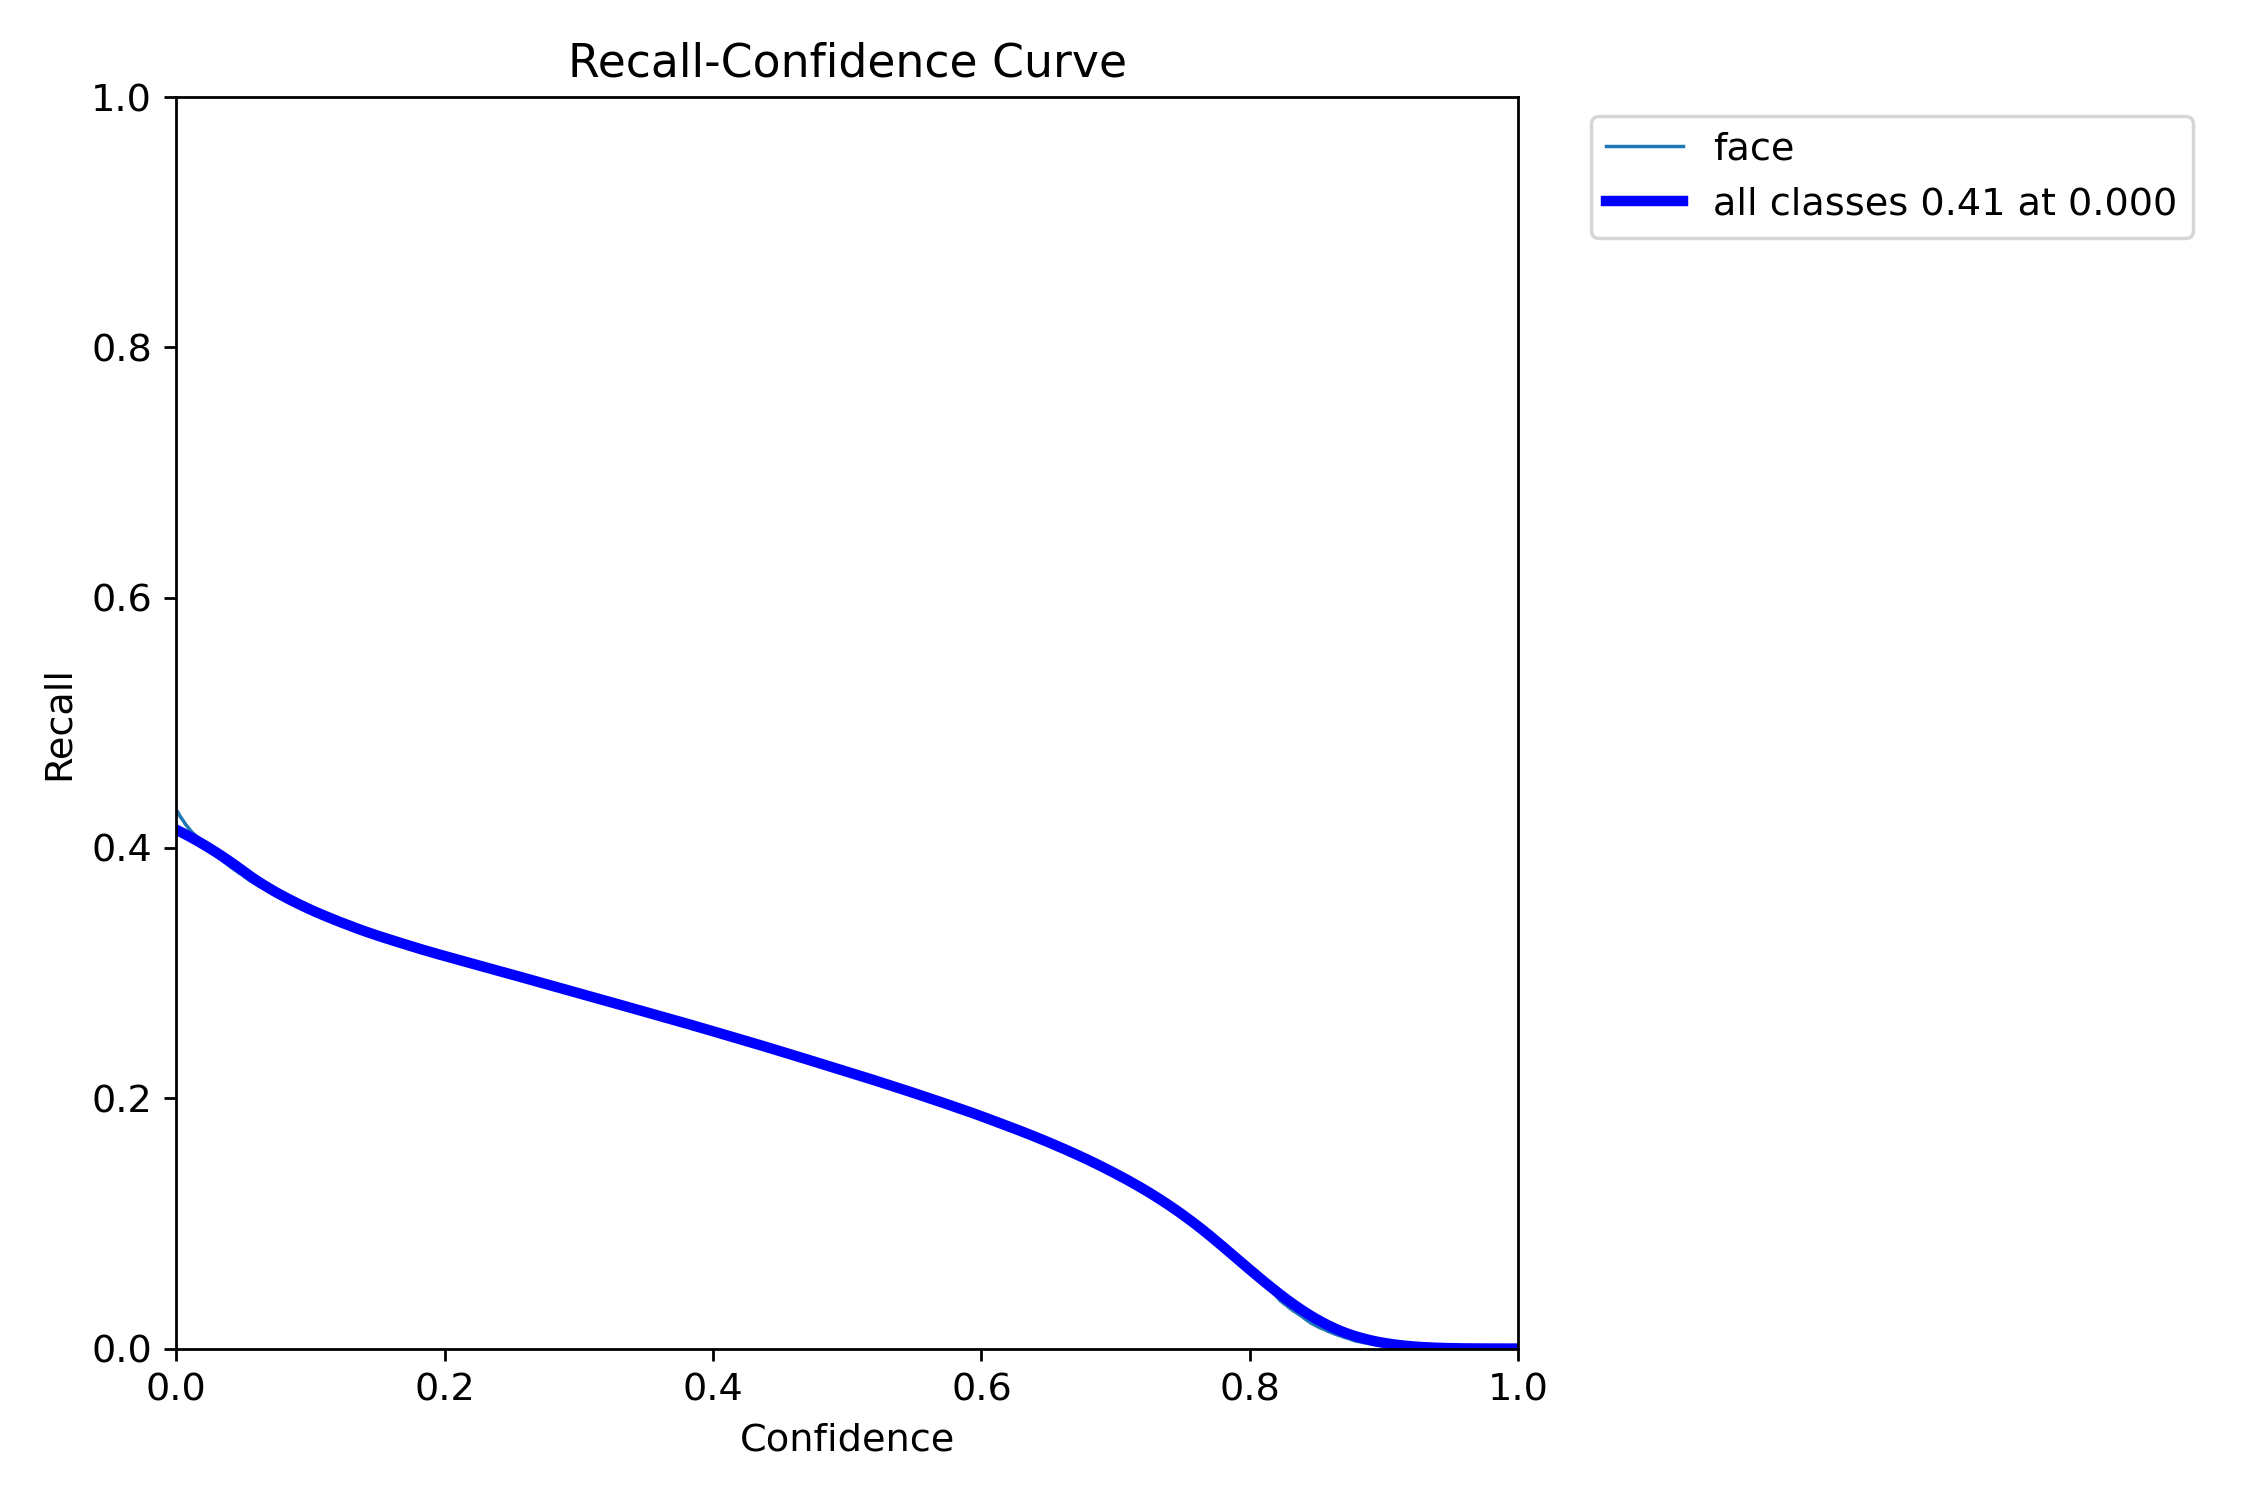 Recall-Confidence Curve
1.0
0.8
0.6
0.4
0.2
0.0
Recall
0.0 0.2 0.4 0.6 0.8 1.0
Confidence
face
all classes 0.41 at 0.000